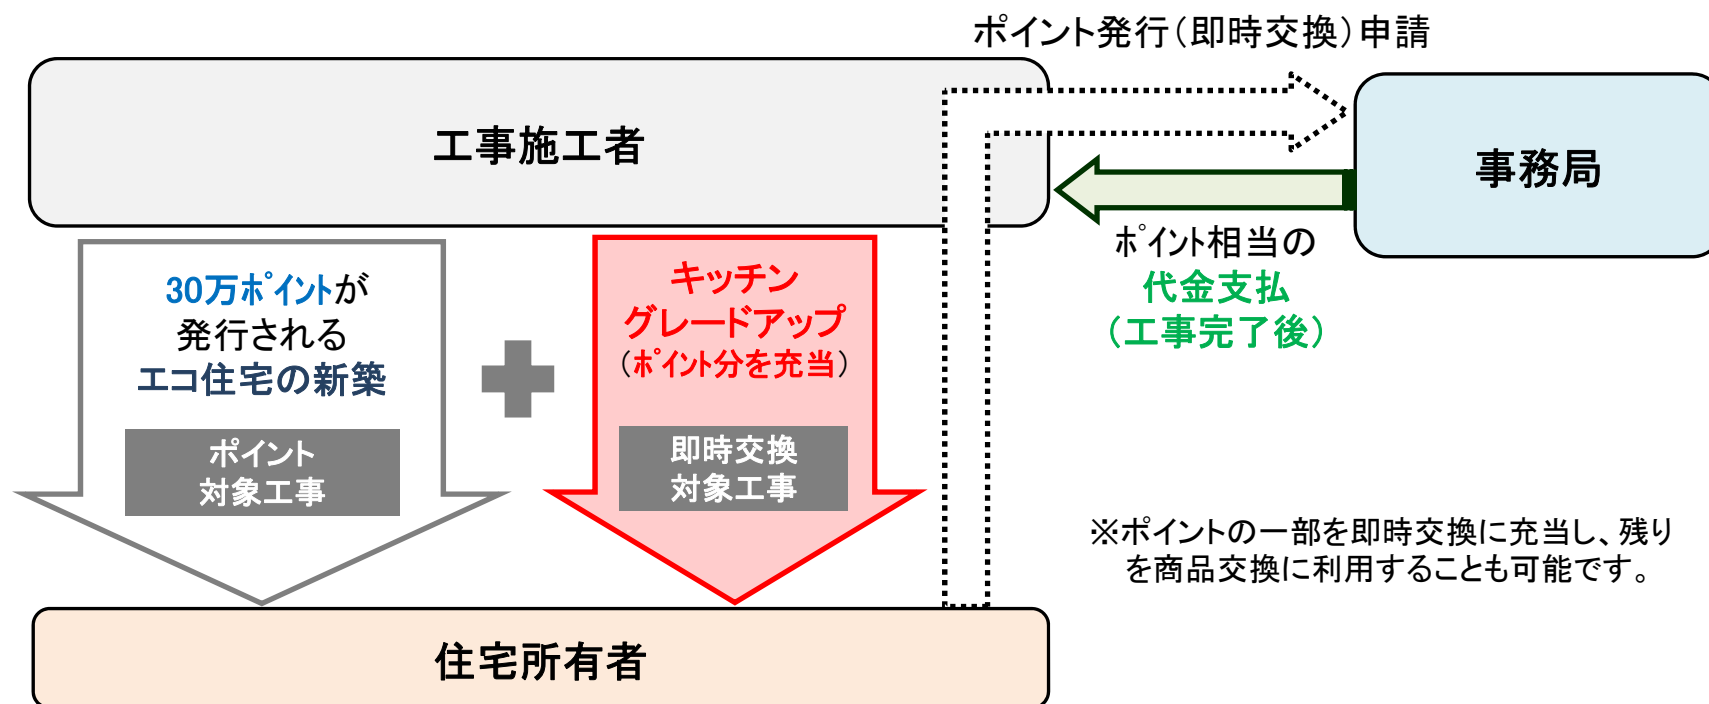 ポイント発行（即時交換）申請
工事施工者
事務局
ポイント相当の
代金支払
（工事完了後）
30万ポイントが
発行される
エコ住宅の新築
ポイント
対象工事
キッチン
グレードアップ
（ポイント分を充当）
即時交換
対象工事
※ポイントの一部を即時交換に充当し、残り
を商品交換に利用することも可能です。
住宅所有者